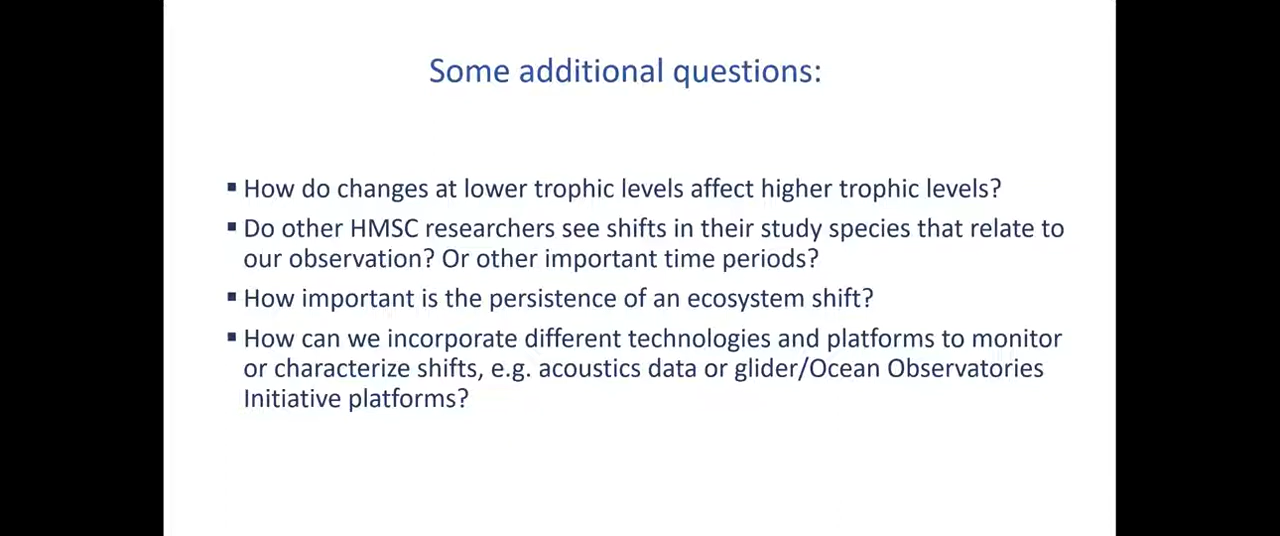 Some additional questions:
▪ How do changes at lower trophic levels affect higher trophic levels?
▪ Do other HMSC researchers see shifts in their study species that relate to
our observation? Or other important time periods?
▪ How important is the persistence of an ecosystem shift?
▪ How can we incorporate different technologies and platforms to monitor
or characterize shifts, e.g. acoustics data or glider/Ocean Observatories
Initiative platforms?